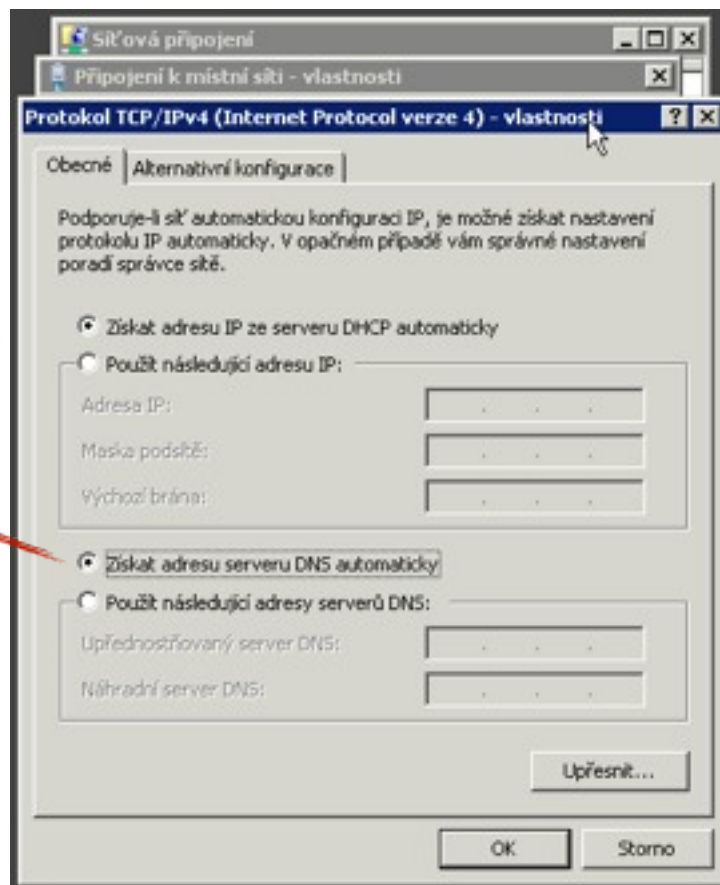 Síťová připojení
Připojení k místní síti - vlastnosti
Protokol TCP/IPv4 (Internet Protocol verze 4) - vlastnosti
Obecné
Alternativní konfigurace
Podporuje-li síť automatickou konfiguraci IP, je možné získat nastavení
protokolu IP automaticky. V opačném případě vám správné nastavení
poradí správce sítě.
Získat adresu IP ze serveru DHCP automaticky
Použít následující adresu IP:
Adresa IP:
Maska podsítě:
Výchozí brána:
Získat adresu serveru DNS automaticky
Použít následující adresy serverů DNS:
Upřednostňovaný server DNS:
Náhradní server DNS:
Upřesnit...
OK
Storno